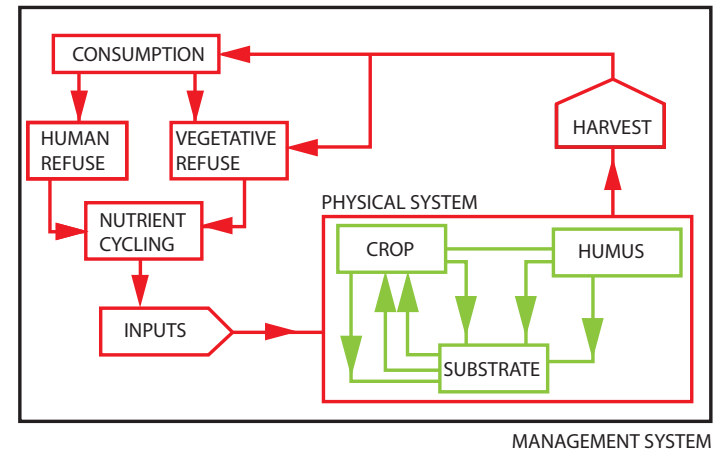 CONSUMPTION
HUMAN
REFUSE
VEGETATIVE
REFUSE
HARVEST
NUTRIENT
CYCLING
PHYSICAL SYSTEM
CROP
HUMUS
INPUTS
SUBSTRATE
MANAGEMENT SYSTEM